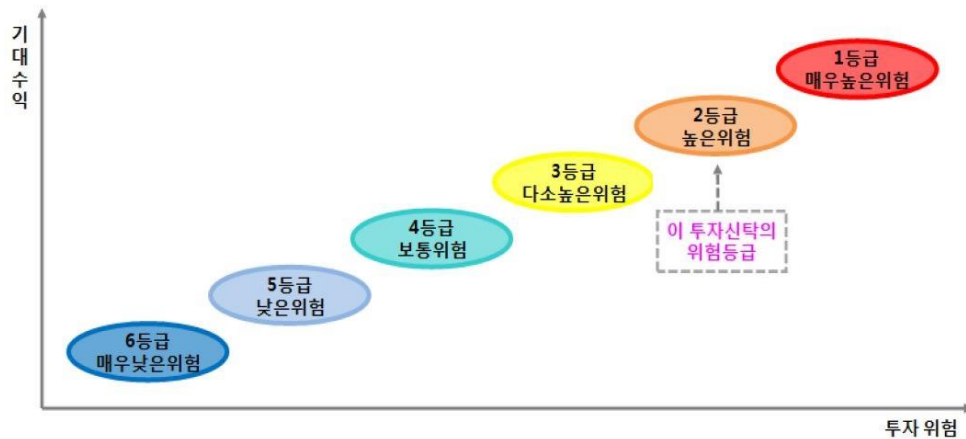 기대수익
1등급
매우높은위험
2등급
높은위험
3등급
다소높은위험
이 투자신탁의
위험등급
4등급
보통위험
5등급
낮은위험
6등급
매우낮은위험
투자 위험